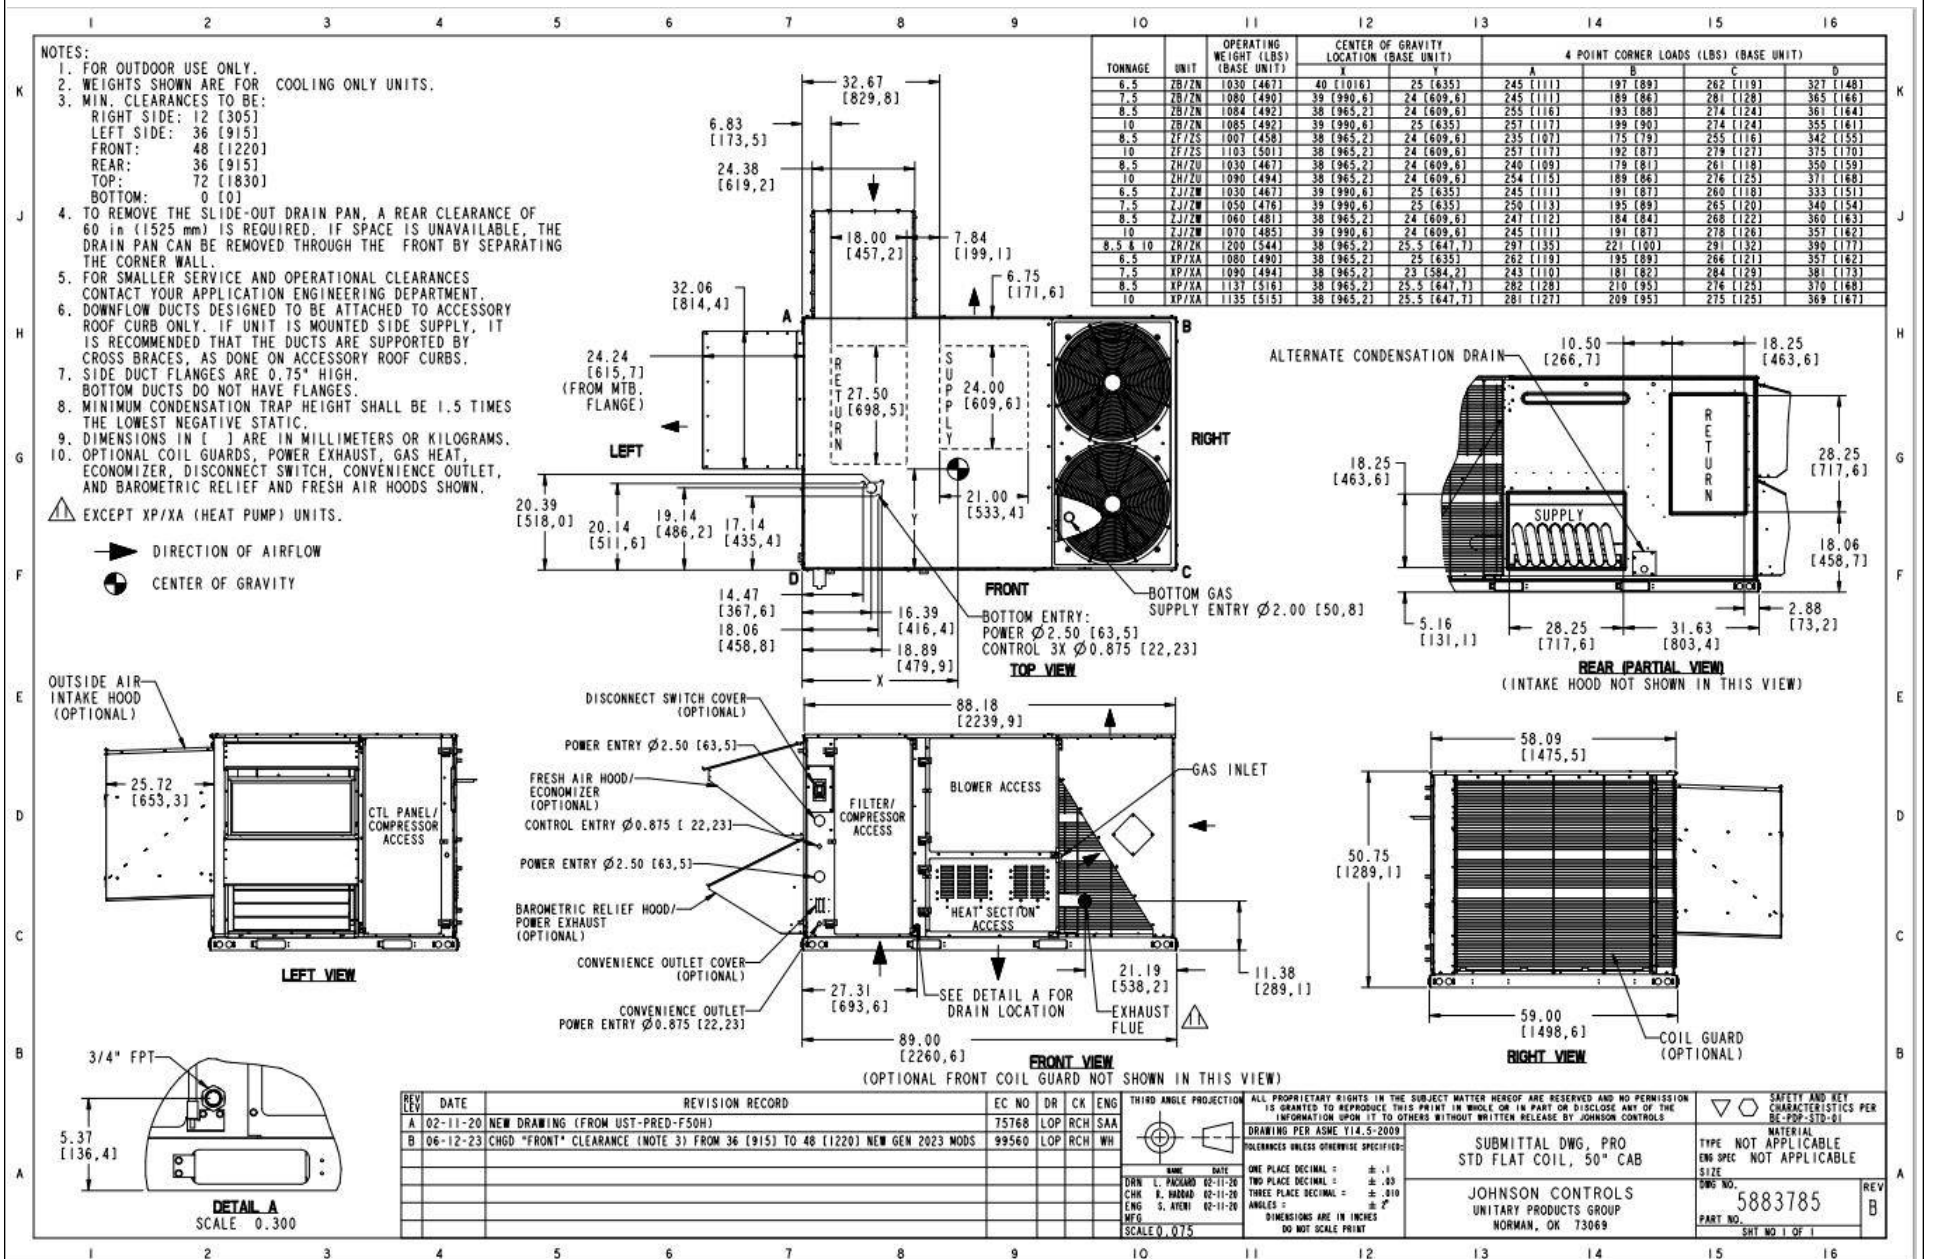 1 2 3 4 5 6 7 8 9 10 11 12 13 14 15 16
K
J
H
G
F
E
D
C
B
A
NOTES:
1. FOR OUTDOOR USE ONLY.
2. WEIGHTS SHOWN ARE FOR COOLING ONLY UNITS.
3. MIN. CLEARANCES TO BE:
RIGHT SIDE: 12 [305]
LEFT SIDE: 36 [915]
FRONT: 48 [1220]
REAR: 36 [915]
TOP: 72 [1830]
BOTTOM: 0 [0]
4. TO REMOVE THE SLIDE-OUT DRAIN PAN, A REAR CLEARANCE OF
60 in (1525 mm) IS REQUIRED. IF SPACE IS UNAVAILABLE, THE
DRAIN PAN CAN BE REMOVED THROUGH THE FRONT BY SEPARATING
THE CORNER WALL.
5. FOR SMALLER SERVICE AND OPERATIONAL CLEARANCES
CONTACT YOUR APPLICATION ENGINEERING DEPARTMENT.
6. DOWNFLOW DUCTS DESIGNED TO BE ATTACHED TO ACCESSORY
ROOF CURB ONLY. IF UNIT IS MOUNTED SIDE SUPPLY, IT
IS RECOMMENDED THAT THE DUCTS ARE SUPPORTED BY
CROSS BRACES, AS DONE ON ACCESSORY ROOF CURBS.
7. SIDE DUCT FLANGES ARE 0.75" HIGH.
BOTTOM DUCTS DO NOT HAVE FLANGES.
8. MINIMUM CONDENSATION TRAP HEIGHT SHALL BE 1.5 TIMES
THE LOWEST NEGATIVE STATIC.
9. DIMENSIONS IN [ ] ARE IN MILLIMETERS OR KILOGRAMS.
10. OPTIONAL COIL GUARDS, POWER EXHAUST, GAS HEAT,
ECONOMIZER, DISCONNECT SWITCH, CONVENIENCE OUTLET,
AND BAROMETRIC RELIEF AND FRESH AIR HOODS SHOWN.
11 EXCEPT XP/XA (HEAT PUMP) UNITS.
DIRECTION OF AIRFLOW
CENTER OF GRAVITY
TONNAGE UNIT OPERATING WEIGHT (LBS) (BASE UNIT) CENTER OF GRAVITY LOCATION (BASE UNIT) 4 POINT CORNER LOADS (LBS) (BASE UNIT)
X Y A B C D
6.5 ZB/ZN 1030 [467] 40 [1016] 25 [635] 245 [111] 197 [89] 262 [119] 327 [148]
7.5 ZB/ZN 1080 [490] 39 [990,6] 24 [609,6] 245 [111] 189 [86] 281 [128] 365 [166]
8.5 ZB/ZN 1084 [492] 38 [965,2] 24 [609,6] 255 [116] 193 [88] 274 [124] 361 [164]
10 ZB/ZN 1085 [492] 39 [990,6] 25 [635] 257 [117] 199 [90] 274 [124] 355 [161]
8.5 ZF/ZS 1007 [458] 38 [965,2] 24 [609,6] 235 [107] 175 [79] 255 [116] 342 [155]
10 ZF/ZS 1103 [501] 38 [965,2] 24 [609,6] 257 [117] 192 [87] 279 [127] 375 [170]
8.5 ZH/ZU 1030 [467] 38 [965,2] 24 [609,6] 240 [109] 179 [81] 261 [118] 350 [159]
10 ZH/ZU 1090 [494] 38 [965,2] 24 [609,6] 254 [115] 189 [86] 276 [125] 371 [168]
6.5 ZJ/ZW 1030 [467] 39 [990,6] 25 [635] 245 [111] 191 [87] 260 [118] 333 [151]
7.5 ZJ/ZW 1050 [476] 39 [990,6] 25 [635] 250 [113] 195 [89] 265 [120] 340 [154]
8.5 ZJ/ZW 1060 [481] 38 [965,2] 24 [609,6] 247 [112] 184 [84] 268 [122] 360 [163]
10 ZJ/ZW 1070 [485] 39 [990,6] 24 [609,6] 245 [111] 191 [87] 278 [126] 357 [162]
8.5 & 10 ZR/ZK 1200 [544] 38 [965,2] 25.5 [647,7] 297 [135] 221 [100] 291 [132] 390 [177]
6.5 XP/XA 1080 [490] 38 [965,2] 25 [635] 262 [119] 195 [89] 266 [121] 357 [162]
7.5 XP/XA 1090 [494] 38 [965,2] 23 [584,2] 243 [110] 181 [82] 284 [129] 381 [173]
8.5 XP/XA 1137 [516] 38 [965,2] 25.5 [647,7] 282 [128] 210 [95] 276 [125] 370 [168]
10 XP/XA 1135 [515] 38 [965,2] 25.5 [647,7] 281 [127] 209 [95] 275 [125] 369 [167]
32.67
[829,8]
6.83
[173,5]
24.38
[619,2]
18.00
[457,2]
7.84
[199,1]
6.75
[171,6]
32.06
[814,4]
24.24
[615,7]
(FROM MTB.
FLANGE)
A
B
C
D
RETURN
27.50
[698,5]
SUPPLY
24.00
[609,6]
21.00
[533,4]
LEFT
RIGHT
FRONT
20.39
[518,0]
20.14
[511,6]
19.14
[486,2]
17.14
[435,4]
Y
14.47
[367,6]
18.06
[458,8]
16.39
[416,4]
18.89
[479,9]
X
BOTTOM GAS
SUPPLY ENTRY Ø2.00 [50,8]
BOTTOM ENTRY:
POWER Ø2.50 [63,5]
CONTROL 3X Ø0.875 [22,23]
TOP VIEW
ALTERNATE CONDENSATION DRAIN
10.50
[266,7]
18.25
[463,6]
RETURN
18.25
[463,6]
SUPPLY
28.25
[717,6]
18.06
[458,7]
5.16
[131,1]
28.25
[717,6]
31.63
[803,4]
2.88
[73,2]
REAR (PARTIAL VIEW)
(INTAKE HOOD NOT SHOWN IN THIS VIEW)
OUTSIDE AIR
INTAKE HOOD
(OPTIONAL)
25.72
[653,3]
CTL PANEL/
COMPRESSOR
ACCESS
LEFT VIEW
DISCONNECT SWITCH COVER
(OPTIONAL)
POWER ENTRY Ø2.50 [63,5]
FRESH AIR HOOD/
ECONOMIZER
(OPTIONAL)
CONTROL ENTRY Ø0.875 [ 22,23]
POWER ENTRY Ø2.50 [63,5]
BAROMETRIC RELIEF HOOD/
POWER EXHAUST
(OPTIONAL)
CONVENIENCE OUTLET COVER
(OPTIONAL)
CONVENIENCE OUTLET
POWER ENTRY Ø0.875 [22,23]
88.18
[2239,9]
FILTER/
COMPRESSOR
ACCESS
BLOWER ACCESS
HEAT SECTION
ACCESS
GAS INLET
27.31
[693,6]
SEE DETAIL A FOR
DRAIN LOCATION
21.19
[538,2]
11.38
[289,1]
EXHAUST
FLUE
11
89.00
[2260,6]
FRONT VIEW
(OPTIONAL FRONT COIL GUARD NOT SHOWN IN THIS VIEW)
58.09
[1475,5]
50.75
[1289,1]
59.00
[1498,6]
COIL GUARD
(OPTIONAL)
RIGHT VIEW
3/4" FPT
5.37
[136,4]
DETAIL A
SCALE 0.300
REV LEV DATE REVISION RECORD EC NO DR CK ENG
A 02-11-20 NEW DRAWING (FROM UST-PRED-F50H) 75768 LOP RCH SAA
B 06-12-23 CHGD "FRONT" CLEARANCE (NOTE 3) FROM 36 [915] TO 48 [1220] NEW GEN 2023 MODS 99560 LOP RCH WH
THIRD ANGLE PROJECTION
NAME DATE
DRN L. PACKARD 02-11-20
CHK R. HADDAD 02-11-20
ENG S. AYENI 02-11-20
MFG
SCALE 0.075
ALL PROPRIETARY RIGHTS IN THE SUBJECT MATTER HEREOF ARE RESERVED AND NO PERMISSION
IS GRANTED TO REPRODUCE THIS PRINT IN WHOLE OR IN PART OR DISCLOSE ANY OF THE
INFORMATION UPON IT TO OTHERS WITHOUT WRITTEN RELEASE BY JOHNSON CONTROLS
DRAWING PER ASME Y14.5-2009
TOLERANCES UNLESS OTHERWISE SPECIFIED:
ONE PLACE DECIMAL = ± .1
TWO PLACE DECIMAL = ± .03
THREE PLACE DECIMAL = ± .010
ANGLES = ± 2°
DIMENSIONS ARE IN INCHES
DO NOT SCALE PRINT
SUBMITTAL DWG, PRO
STD FLAT COIL, 50" CAB
JOHNSON CONTROLS
UNITARY PRODUCTS GROUP
NORMAN, OK 73069
SAFETY AND KEY
CHARACTERISTICS PER
BE-PDP-STD-01
MATERIAL
TYPE NOT APPLICABLE
ENG SPEC NOT APPLICABLE
SIZE
DWG NO. 5883785
REV B
PART NO.
SHT NO 1 OF 1
1 2 3 4 5 6 7 8 9 10 11 12 13 14 15 16